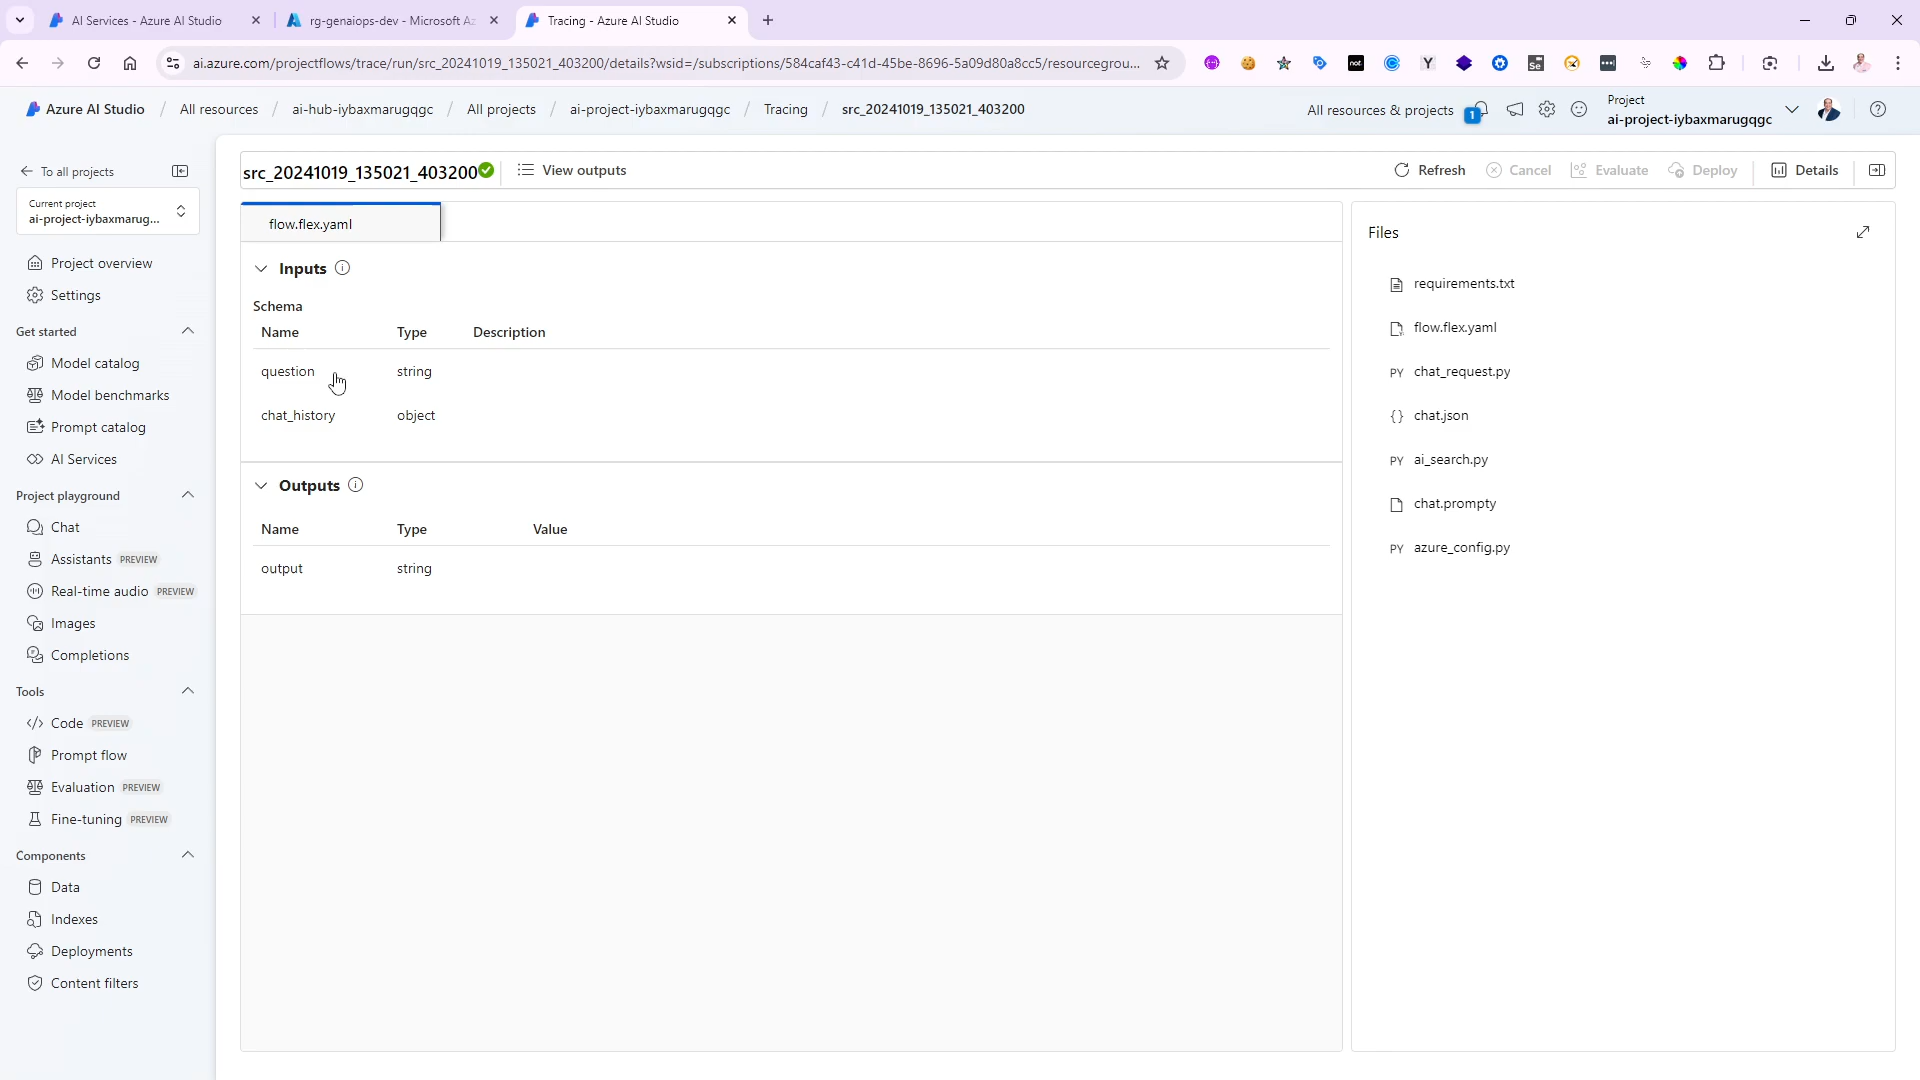 AI Services - Azure AI Studio
rg-genaiops-dev - Microsoft Az
Tracing - Azure AI Studio
ai.azure.com/projectflows/trace/run/src_20241019_135021_403200/details?wsid=/subscriptions/584caf43-c41d-45be-8696-5a09d80a8cc5/resourcegrou...
Azure AI Studio / All resources / ai-hub-iybaxmarugqgc / All projects / ai-project-iybaxmarugqgc / Tracing / src_20241019_135021_403200
All resources & projects
1
Project
ai-project-iybaxmarugqgc
To all projects
Current project
ai-project-iybaxmarug...
Project overview
Settings
Get started
Model catalog
Model benchmarks
Prompt catalog
AI Services
Project playground
Chat
Assistants PREVIEW
Real-time audio PREVIEW
Images
Completions
Tools
Code PREVIEW
Prompt flow
Evaluation PREVIEW
Fine-tuning PREVIEW
Components
Data
Indexes
Deployments
Content filters
src_20241019_135021_403200
View outputs
Refresh
Cancel
Evaluate
Deploy
Details
flow.flex.yaml
Inputs
Schema
Name Type Description
question string
chat_history object
Outputs
Name Type Value
output string
Files
requirements.txt
flow.flex.yaml
PY chat_request.py
{} chat.json
PY ai_search.py
chat.prompty
PY azure_config.py